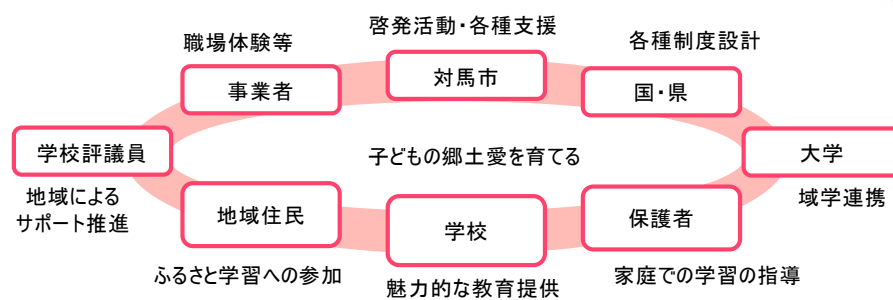 職場体験等
啓発活動・各種支援
各種制度設計
事業者
対馬市
国・県
学校評議員
子どもの郷土愛を育てる
大学
地域による
サポート推進
地域住民
学校
保護者
域学連携
ふるさと学習への参加
魅力的な教育提供
家庭での学習の指導